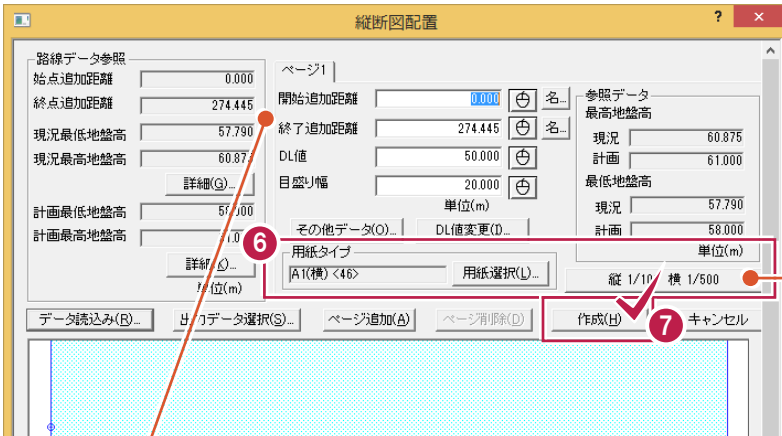 縦断図配置
? ×
路線データ参照
始点追加距離 0.000
終点追加距離 274.445
現況最低地盤高 57.790
現況最高地盤高 60.87
詳細(G)...
計画最低地盤高
計画最高地盤高
詳細
単位(m)
ページ1
開始追加距離 0.000 名...
終了追加距離 274.445 名...
DL値 50.000
目盛り幅 20.000
単位(m)
その他データ(O)... DL値変更(I)...
参照データ
最高地盤高
現況 60.875
計画 61.000
最低地盤高
現況 57.790
計画 58.000
単位(m)
6
用紙タイプ
A1(横) <46> 用紙選択(L)...
縦 1/10 横 1/500
データ読込み(R)... 出力データ選択(S)... ページ追加(A) ページ削除(D) 作成(H) 7 キャンセル